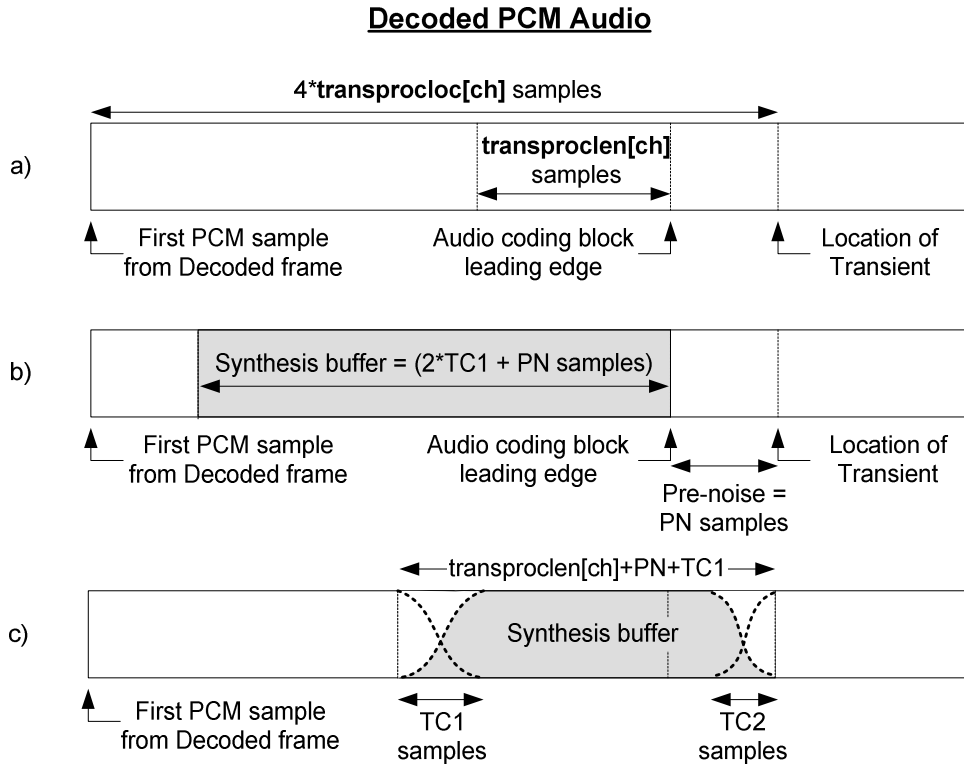 Decoded PCM Audio
4*transprocloc[ch] samples
a)
transproclen[ch]
samples
First PCM sample
from Decoded frame
Audio coding block
leading edge
Location of
Transient
b)
Synthesis buffer = (2*TC1 + PN samples)
First PCM sample
from Decoded frame
Audio coding block
leading edge
Location of
Transient
Pre-noise =
PN samples
transproclen[ch]+PN+TC1
c)
Synthesis buffer
First PCM sample
from Decoded frame
TC1
samples
TC2
samples